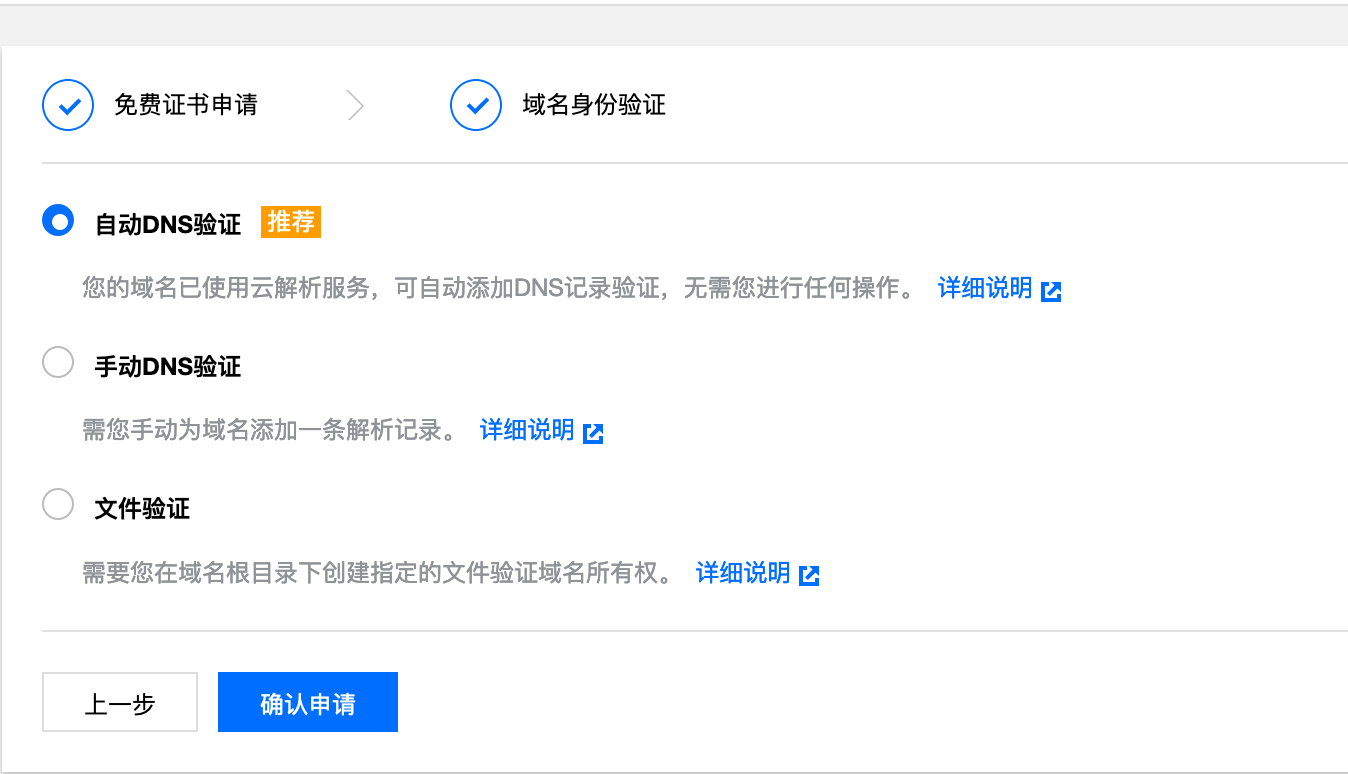 免费证书申请
域名身份验证
自动DNS验证 推荐
您的域名已使用云解析服务，可自动添加DNS记录验证，无需您进行任何操作。 详细说明
手动DNS验证
需您手动为域名添加一条解析记录。 详细说明
文件验证
需要您在域名根目录下创建指定的文件验证域名所有权。 详细说明
上一步
确认申请